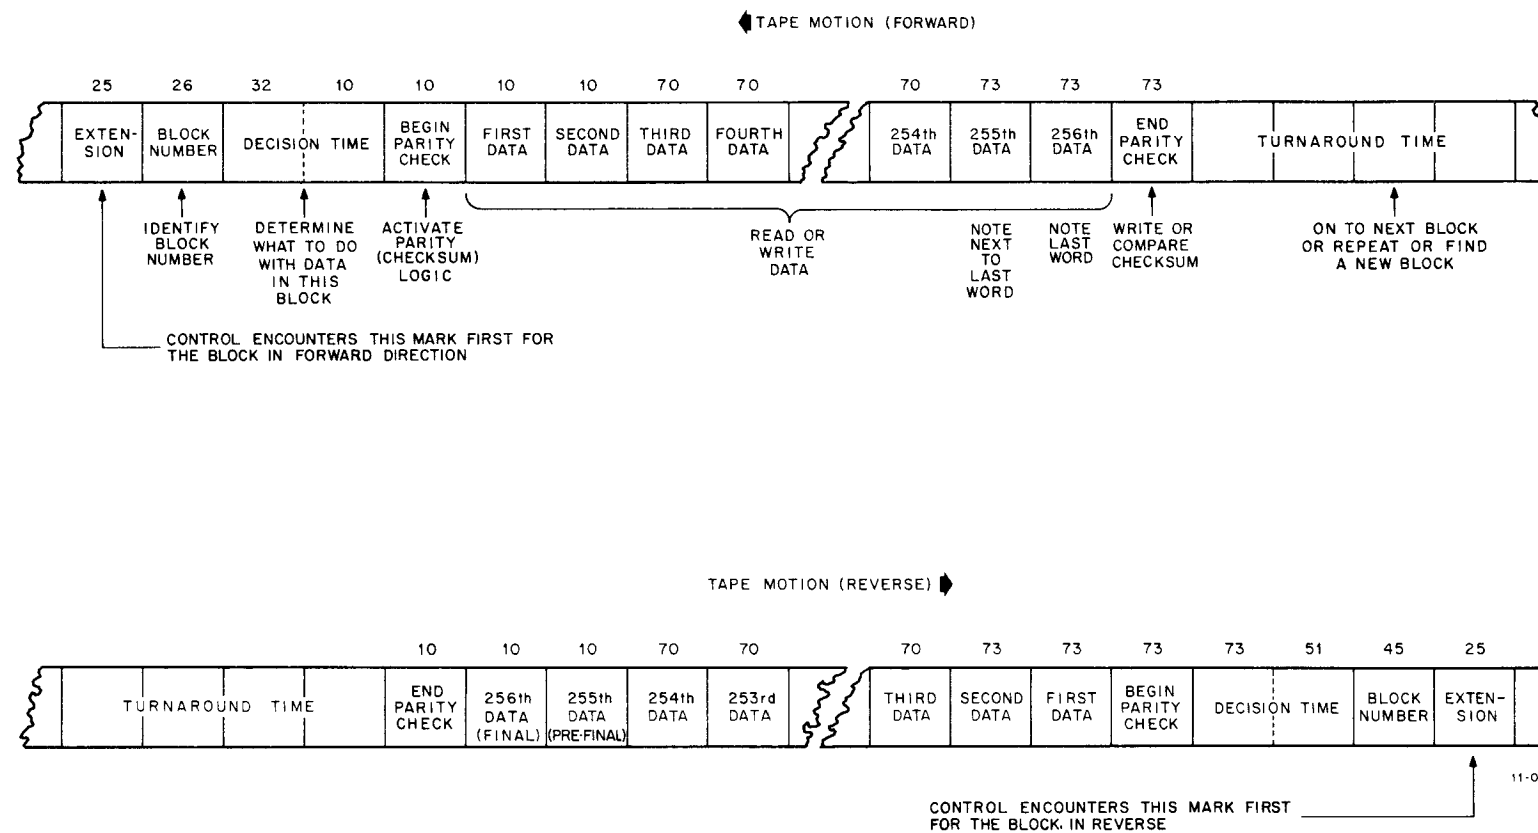 TAPE MOTION (FORWARD)
25 26 32 10 10 10 10 70 70 70 73 73 73
EXTEN-
SION
BLOCK
NUMBER
DECISION TIME
BEGIN
PARITY
CHECK
FIRST
DATA
SECOND
DATA
THIRD
DATA
FOURTH
DATA
254th
DATA
255th
DATA
256th
DATA
END
PARITY
CHECK
TURNAROUND TIME
IDENTIFY
BLOCK
NUMBER
DETERMINE
WHAT TO DO
WITH DATA
IN THIS
BLOCK
ACTIVATE
PARITY
(CHECKSUM)
LOGIC
READ OR
WRITE
DATA
NOTE
NEXT
TO
LAST
WORD
NOTE
LAST
WORD
WRITE OR
COMPARE
CHECKSUM
ON TO NEXT BLOCK
OR REPEAT OR FIND
A NEW BLOCK
CONTROL ENCOUNTERS THIS MARK FIRST FOR
THE BLOCK IN FORWARD DIRECTION
TAPE MOTION (REVERSE)
10 10 10 70 70 70 73 73 73 73 51 45 25
TURNAROUND TIME
END
PARITY
CHECK
256th
DATA
(FINAL)
255th
DATA
(PRE-FINAL)
254th
DATA
253rd
DATA
THIRD
DATA
SECOND
DATA
FIRST
DATA
BEGIN
PARITY
CHECK
DECISION TIME
BLOCK
NUMBER
EXTEN-
SION
11-0
CONTROL ENCOUNTERS THIS MARK FIRST
FOR THE BLOCK. IN REVERSE